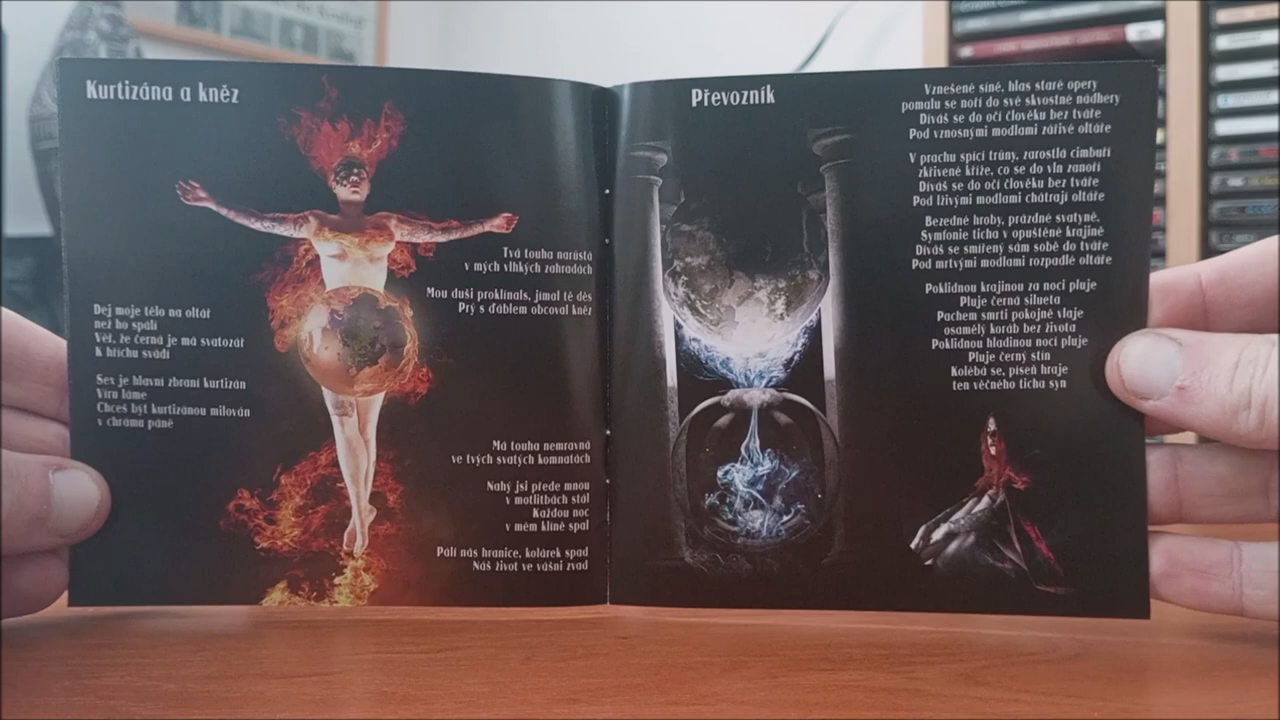 Kurtizána a kněz
Dej moje tělo na oltář
než ho spálí
Věř, že černá je má svatozář
K hříchu svádí
Sex je hlavní zbraní kurtizán
Víru láme
Chceš být kurtizánou milován
v chrámu páně
Tvá touha narůstá
v mých vlhkých zahradách
Mou duši proklínals, jímal tě děs
Prý s ďáblem obcoval kněz
Má touha nemravná
ve tvých svatých komnatách
Nahý jsi přede mnou
v motlitbách stál
Každou noc
v mém klíně spal
Pálí nás hranice, kolárek spad
Náš život ve vášni zvad
Převozník
Vznešené síně, hlas staré opery
pomalu se noří do své skvostné nádhery
Díváš se do očí člověku bez tváře
Pod vznosnými modlami zářivé oltáře
V prachu spící trůny, zarostlá cimbuří
zkřivené kříže, co se do vln zanoří
Díváš se do očí člověku bez tváře
Pod lživými modlami chátrají oltáře
Bezedné hroby, prázdné svatyně,
Symfonie ticha v opuštěné krajině
Díváš se smířený sám sobě do tváře
Pod mrtvými modlami rozpadlé oltáře
Poklidnou krajinou za noci pluje
Pluje černá silueta
Pachem smrti pokojně vlaje
osamělý koráb bez života
Poklidnou hladinou nocí pluje
Pluje černý stín
Kolébá se, píseň hraje
ten věčného ticha syn